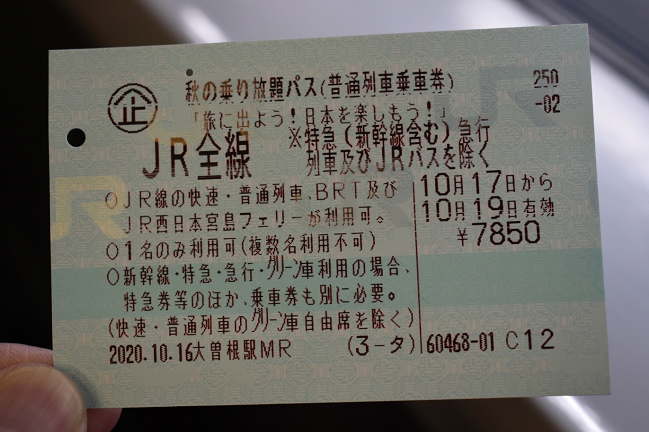 ㊭ 秋の乗り放題パス(普通列車乗車券) 250
「旅に出よう!日本を楽しもう!」 -02
JR全線 ※特急(新幹線含む)急行
列車及びJRバスを除く
○JR線の快速・普通列車、BRT及び
JR西日本宮島フェリーが利用可。
○1名のみ利用可(複数名利用不可)
○新幹線・特急・急行・グリーン車利用の場合、
特急券等のほか、乗車券も別に必要。
(快速・普通列車のグリーン車自由席を除く)
10月17日から
10月19日有効
¥7850
2020.10.16大曽根駅MR (3-タ) 60468-01 C12